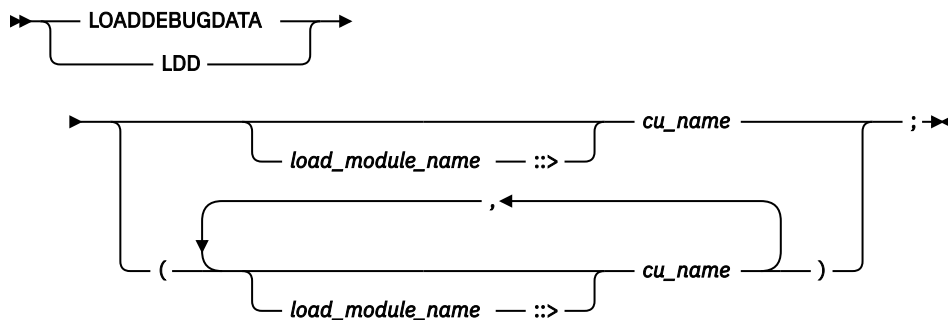 LOADDEBUGDATA
LDD
cu_name ;
load_module_name ::>
,
( cu_name )
load_module_name ::>